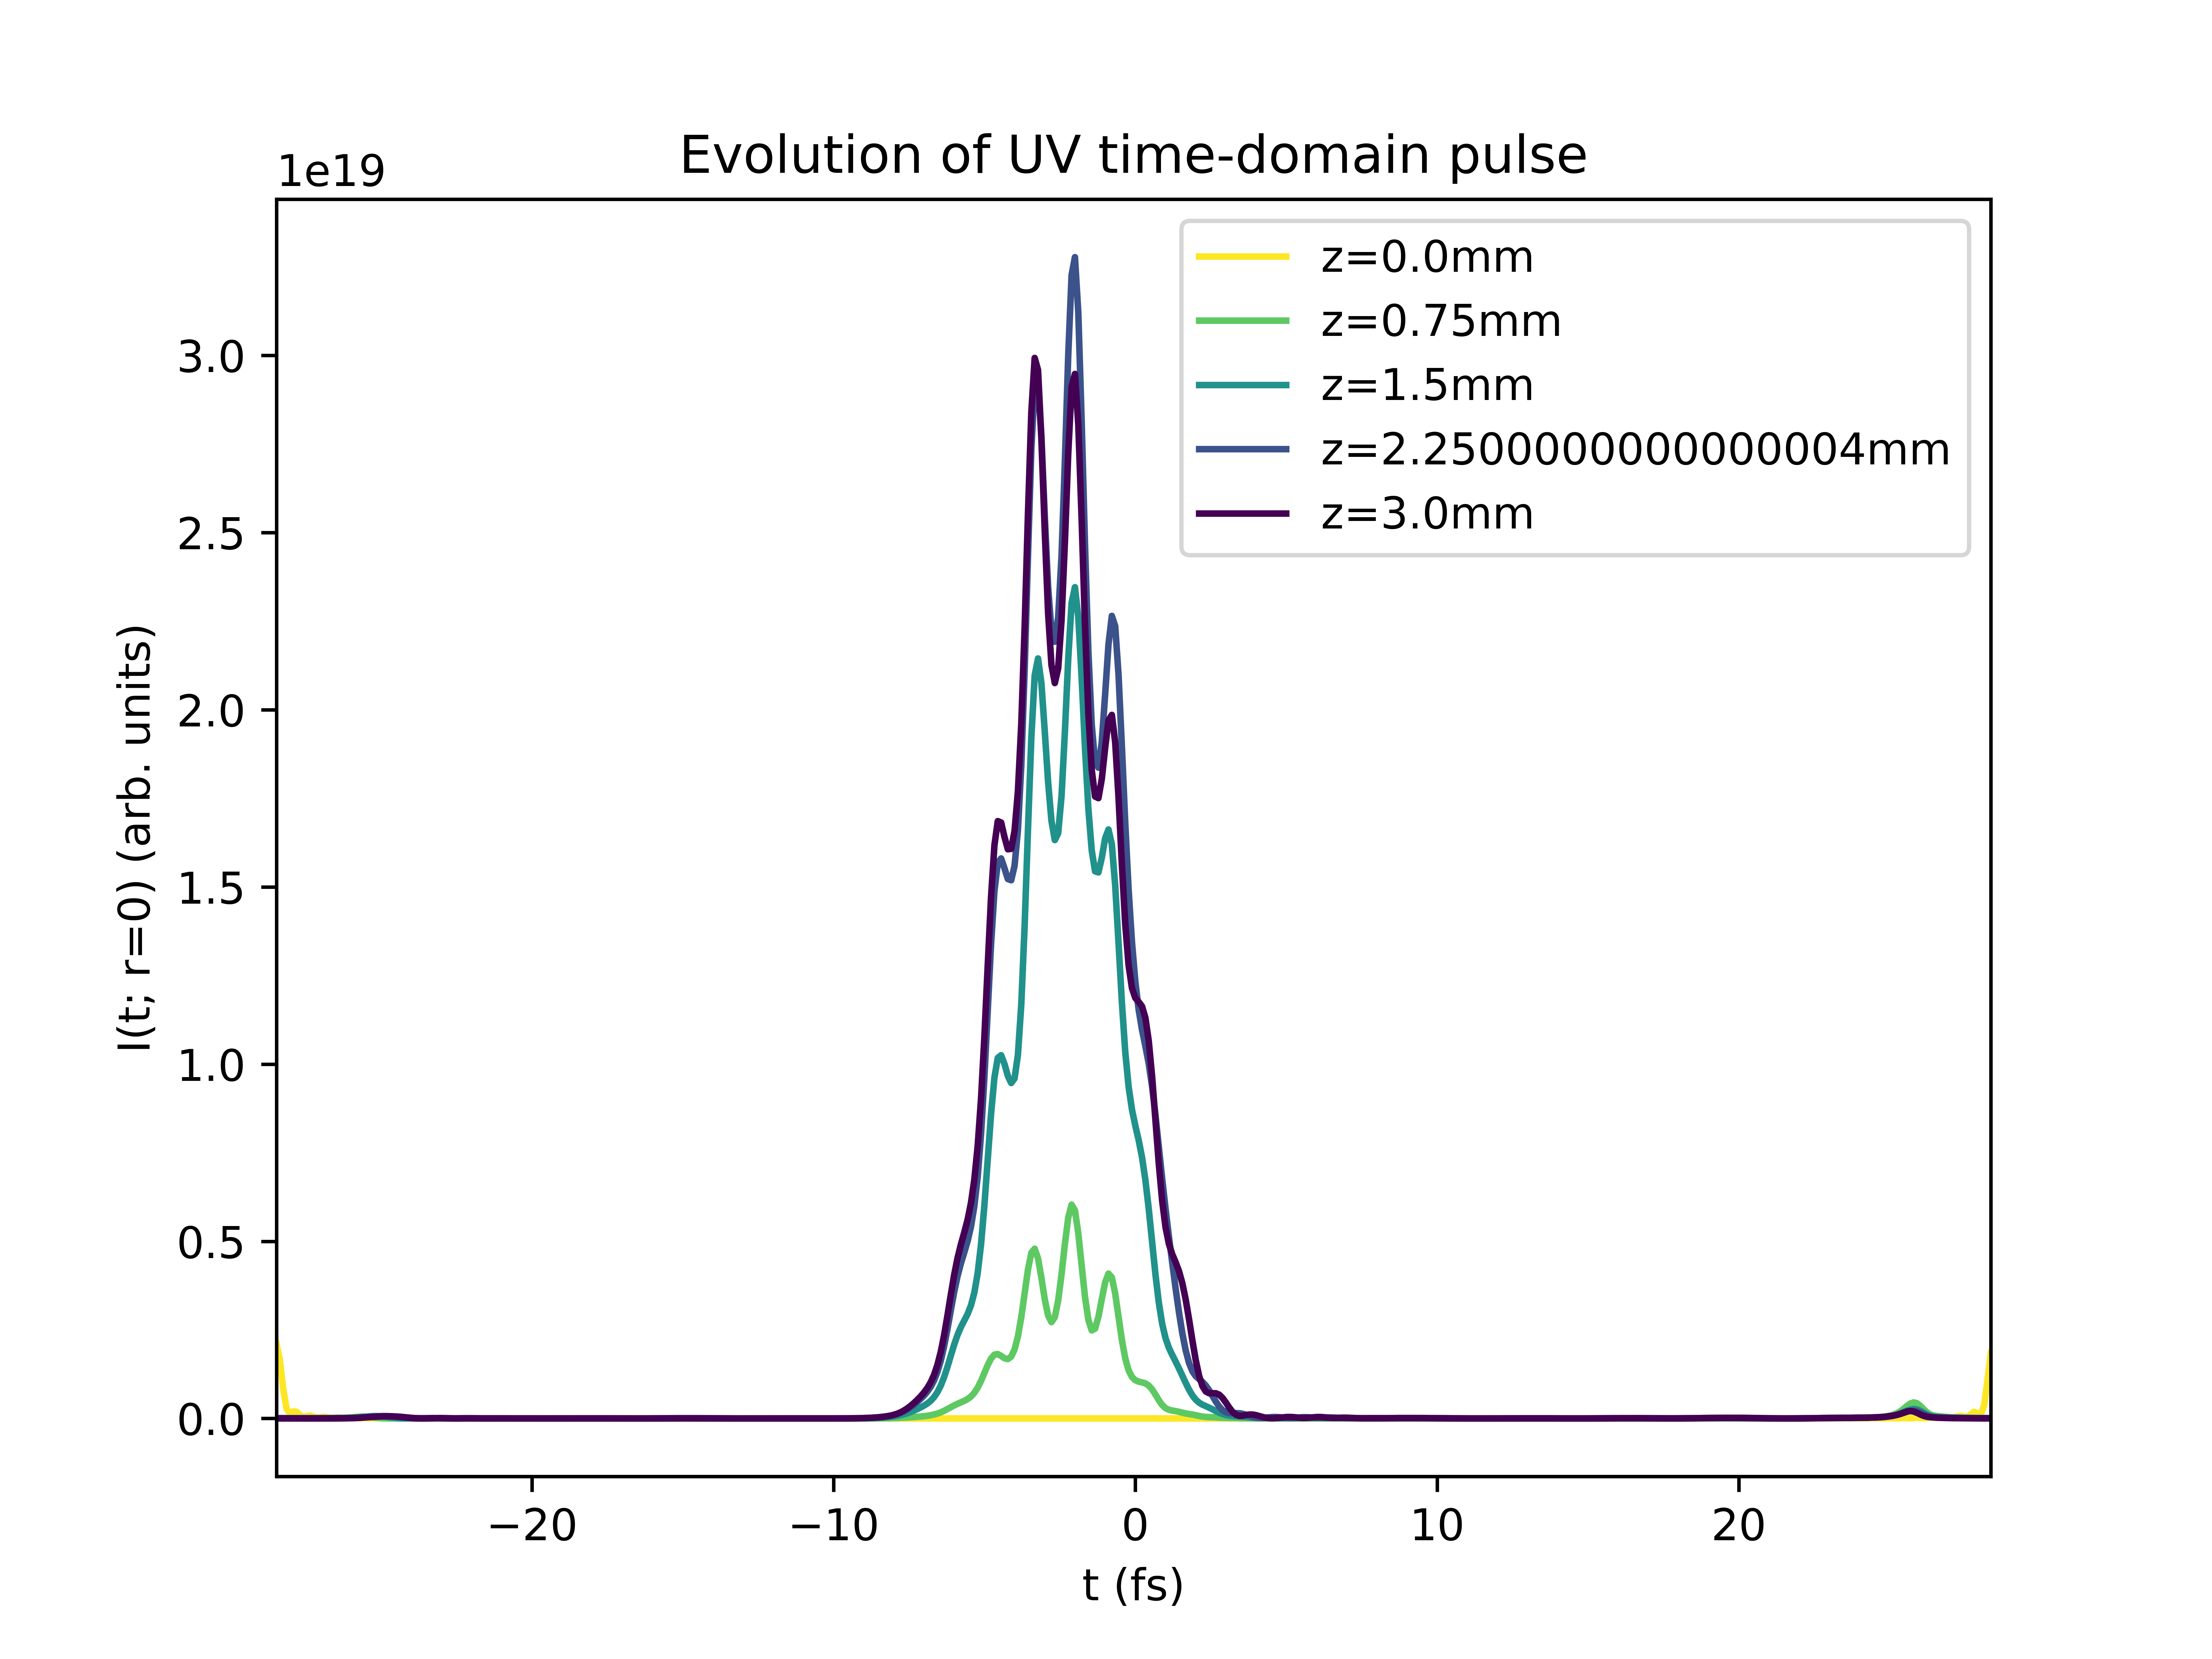 Evolution of UV time-domain pulse
1e19
z=0.0mm
z=0.75mm
z=1.5mm
z=2.2500000000000004mm
z=3.0mm
3.0
2.5
2.0
1.5
1.0
0.5
0.0
I(t; r=0) (arb. units)
−20 −10 0 10 20
t (fs)